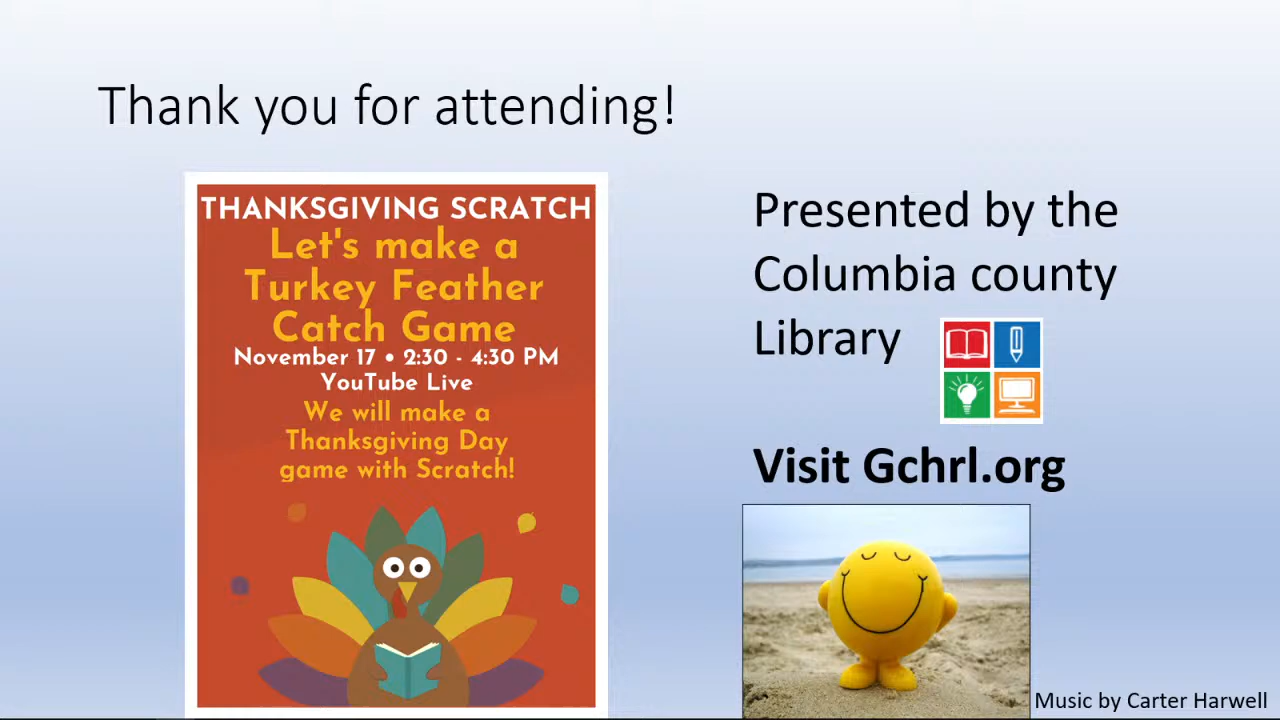 Thank you for attending!
THANKSGIVING SCRATCH
Let's make a
Turkey Feather
Catch Game
November 17 • 2:30 - 4:30 PM
YouTube Live
We will make a
Thanksgiving Day
game with Scratch!
Presented by the
Columbia county
Library
Visit Gchrl.org
Music by Carter Harwell